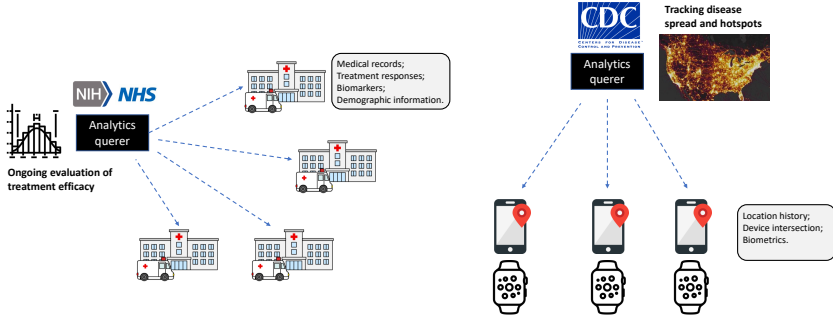 NIH
NHS
Analytics
querer
Ongoing evaluation of
treatment efficacy
Medical records;
Treatment responses;
Biomarkers;
Demographic information.
CDC
CENTERS FOR DISEASE
CONTROL AND PREVENTION
Analytics
querer
Tracking disease
spread and hotspots
Location history;
Device intersection;
Biometrics.